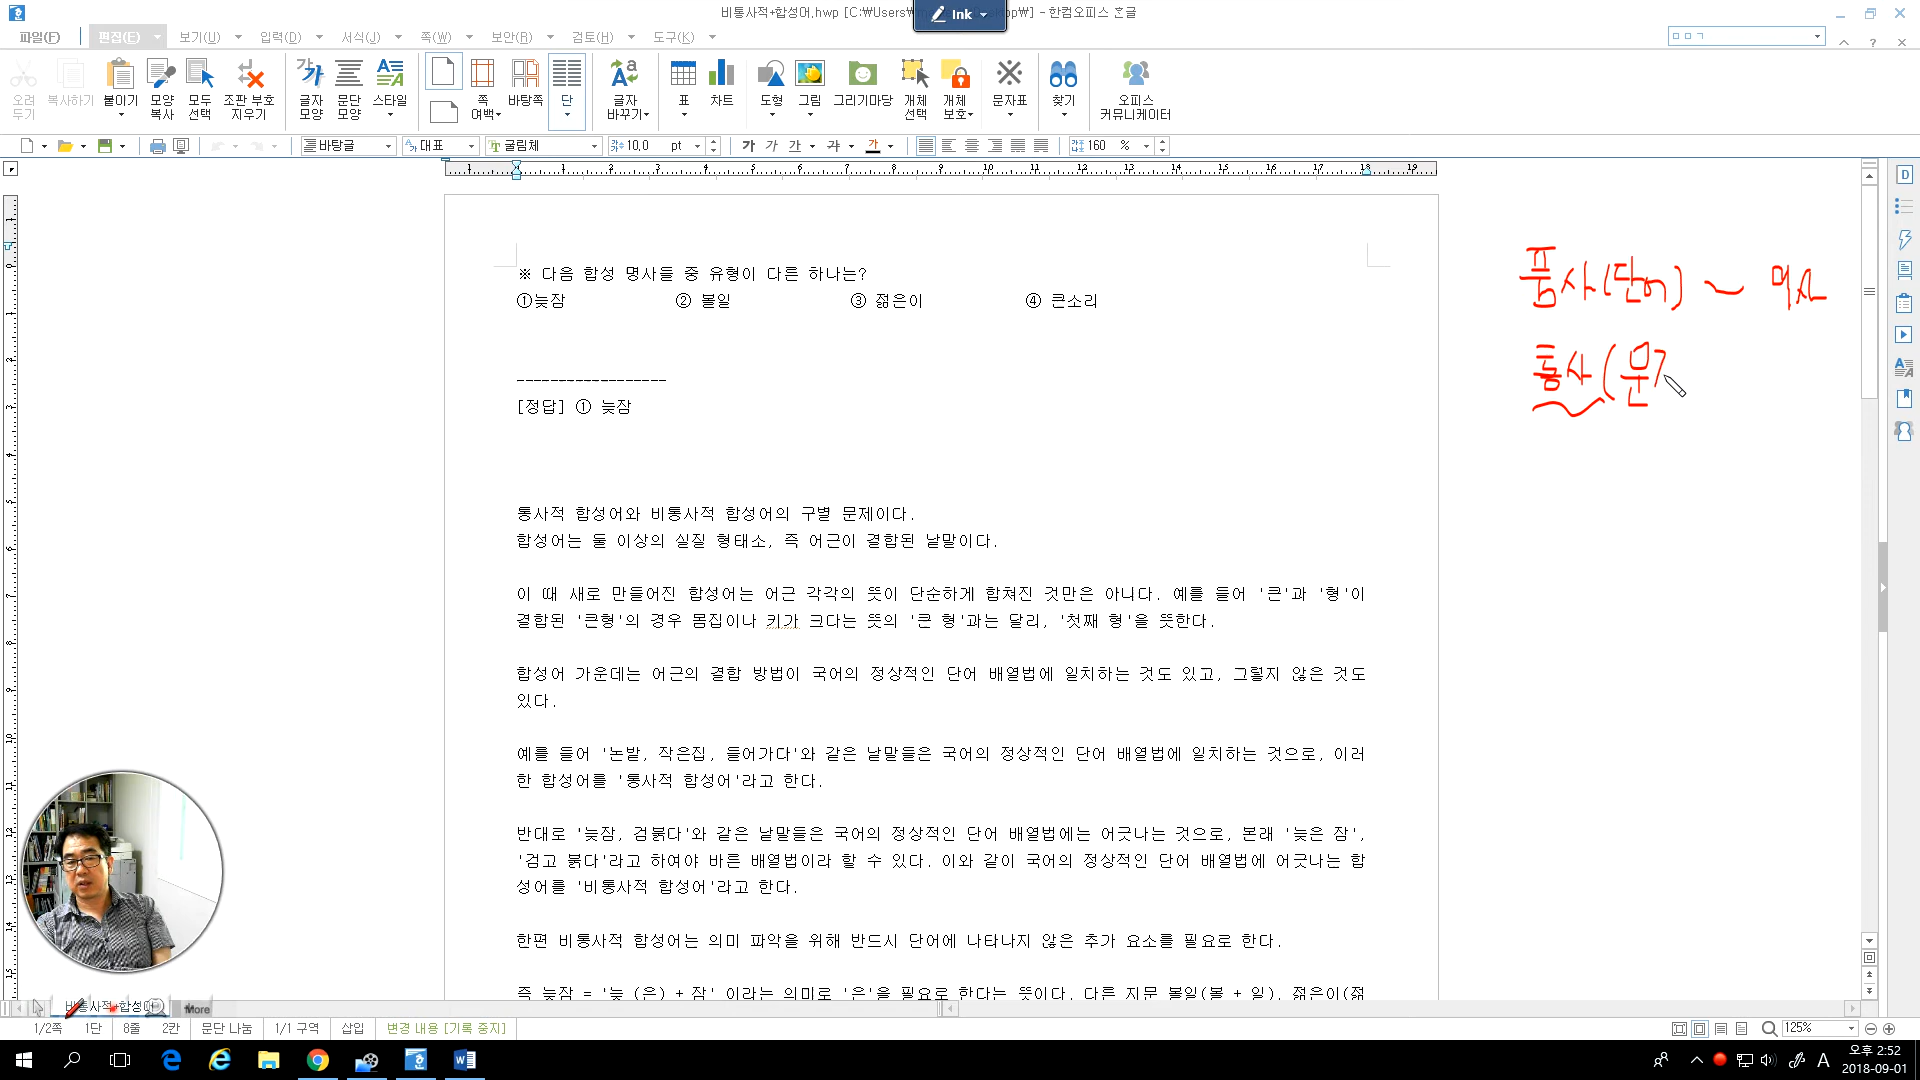 비통사적+합성어.hwp [C:₩Users₩
₩] - 한컴오피스 흔글
Ink
파일(F) 편집(E) 보기(U) 입력(D) 서식(J) 쪽(W) 보안(R) 검토(H) 도구(K)
ㅁㅁㄱ
오려두기 복사하기 붙이기 모양 복사 모두 선택 조판 부호 지우기 글자 모양 문단 모양 스타일 쪽 여백 바탕쪽 단 글자 바꾸기 표 차트 도형 그림 그리기마당 개체 선택 개체 보호 문자표 찾기 오피스 커뮤니케이터
바탕글 대표 굴림체 10,0 pt 가 가 가 가 가 160 %
※ 다음 합성 명사들 중 유형이 다른 하나는?
①늦잠 ② 볼일 ③ 젊은이 ④ 큰소리
------------------
[정답] ① 늦잠
통사적 합성어와 비통사적 합성어의 구별 문제이다.
합성어는 둘 이상의 실질 형태소, 즉 어근이 결합된 낱말이다.
이 때 새로 만들어진 합성어는 어근 각각의 뜻이 단순하게 합쳐진 것만은 아니다. 예를 들어 '큰'과 '형'이
결합된 '큰형'의 경우 몸집이나 키가 크다는 뜻의 '큰 형'과는 달리, '첫째 형'을 뜻한다.
합성어 가운데는 어근의 결합 방법이 국어의 정상적인 단어 배열법에 일치하는 것도 있고, 그렇지 않은 것도
있다.
예를 들어 '논밭, 작은집, 들어가다'와 같은 낱말들은 국어의 정상적인 단어 배열법에 일치하는 것으로, 이러
한 합성어를 '통사적 합성어'라고 한다.
반대로 '늦잠, 검붉다'와 같은 낱말들은 국어의 정상적인 단어 배열법에는 어긋나는 것으로, 본래 '늦은 잠',
'검고 붉다'라고 하여야 바른 배열법이라 할 수 있다. 이와 같이 국어의 정상적인 단어 배열법에 어긋나는 합
성어를 '비통사적 합성어'라고 한다.
한편 비통사적 합성어는 의미 파악을 위해 반드시 단어에 나타나지 않은 추가 요소를 필요로 한다.
즉 늦잠 = '늦 (은) + 잠' 이라는 의미로 '은'을 필요로 한다는 뜻이다. 다른 지문 볼일(볼 + 일), 젊은이(젊
품사(단어) ~ 명사
통사(문
비통사적+합성어 More
1/2쪽 1단 8줄 2칸 문단 나눔 1/1 구역 삽입 변경 내용 [기록 중지] 125%
A 오후 2:52
2018-09-01